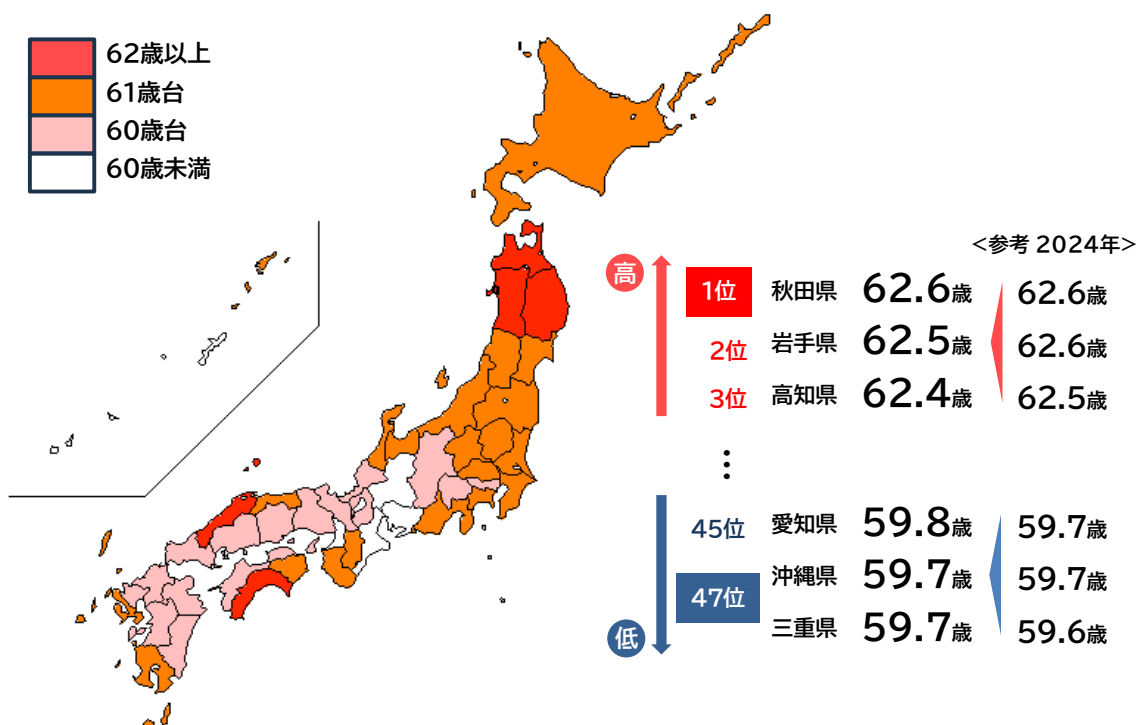 62歳以上
61歳台
60歳台
60歳未満
<参考 2024年>
高
1位 秋田県 62.6歳 62.6歳
2位 岩手県 62.5歳 62.6歳
3位 高知県 62.4歳 62.5歳
⋮
45位 愛知県 59.8歳 59.7歳
47位 沖縄県 59.7歳 59.7歳
三重県 59.7歳 59.6歳
低